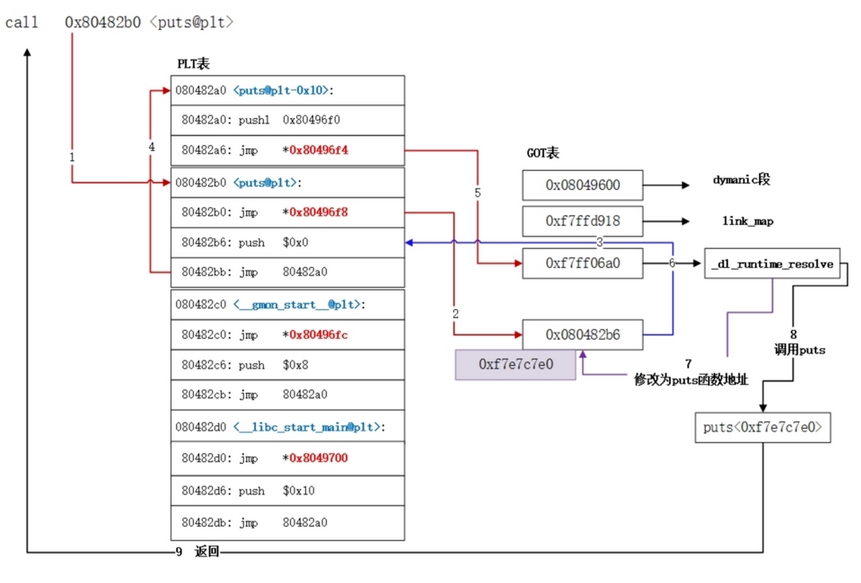 call 0x80482b0 <puts@plt>
PLT表
080482a0 <puts@plt-0x10>:
80482a0: pushl 0x80496f0
80482a6: jmp *0x80496f4
080482b0 <puts@plt>:
80482b0: jmp *0x80496f8
80482b6: push $0x0
80482bb: jmp 80482a0
080482c0 <__gmon_start__@plt>:
80482c0: jmp *0x80496fc
80482c6: push $0x8
80482cb: jmp 80482a0
080482d0 <__libc_start_main@plt>:
80482d0: jmp *0x8049700
80482d6: push $0x10
80482db: jmp 80482a0
1
4
5
2
3
6
GOT表
0x08049600
dymanic段
0xf7ffd918
link_map
0xf7ff06a0
_dl_runtime_resolve
0x080482b6
0xf7e7c7e0
7
修改为puts函数地址
8
调用puts
puts<0xf7e7c7e0>
9 返回